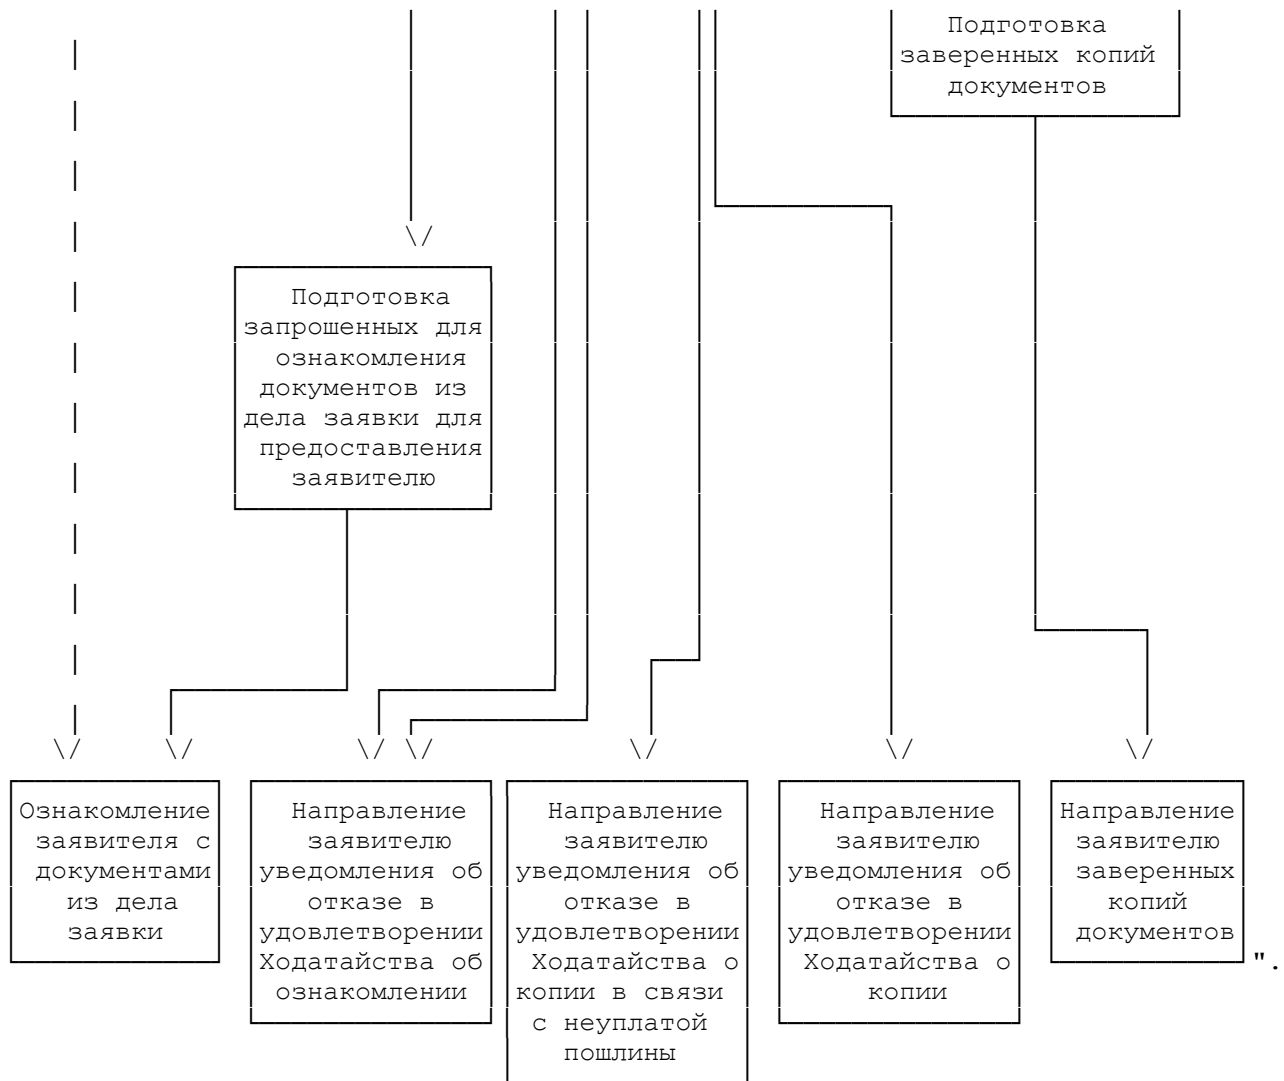 Подготовка
заверенных копий
документов
Подготовка
запрошенных для
ознакомления
документов из
дела заявки для
предоставления
заявителю
Ознакомление
заявителя с
документами
из дела
заявки
Направление
заявителю
уведомления об
отказе в
удовлетворении
Ходатайства об
ознакомлении
Направление
заявителю
уведомления об
отказе в
удовлетворении
Ходатайства о
копии в связи
с неуплатой
пошлины
Направление
заявителю
уведомления об
отказе в
удовлетворении
Ходатайства о
копии
Направление
заявителю
заверенных
копий
документов
".